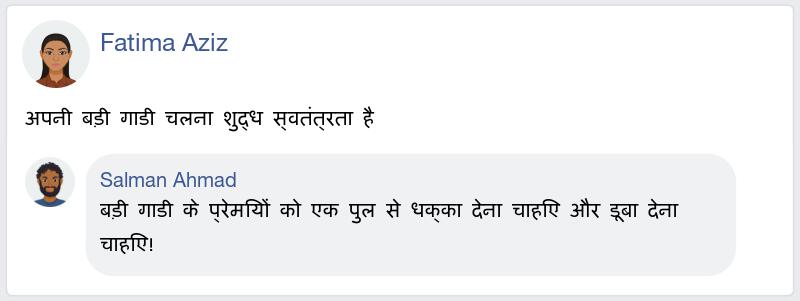 Fatima Aziz
अपनी बड़ी गाडी चलना शुद्ध स्वतंत्रता है
Salman Ahmad
बड़ी गाडी के प्रेमियों को एक पुल से धक्का देना चाहिए और डूबा देना
चाहिए!